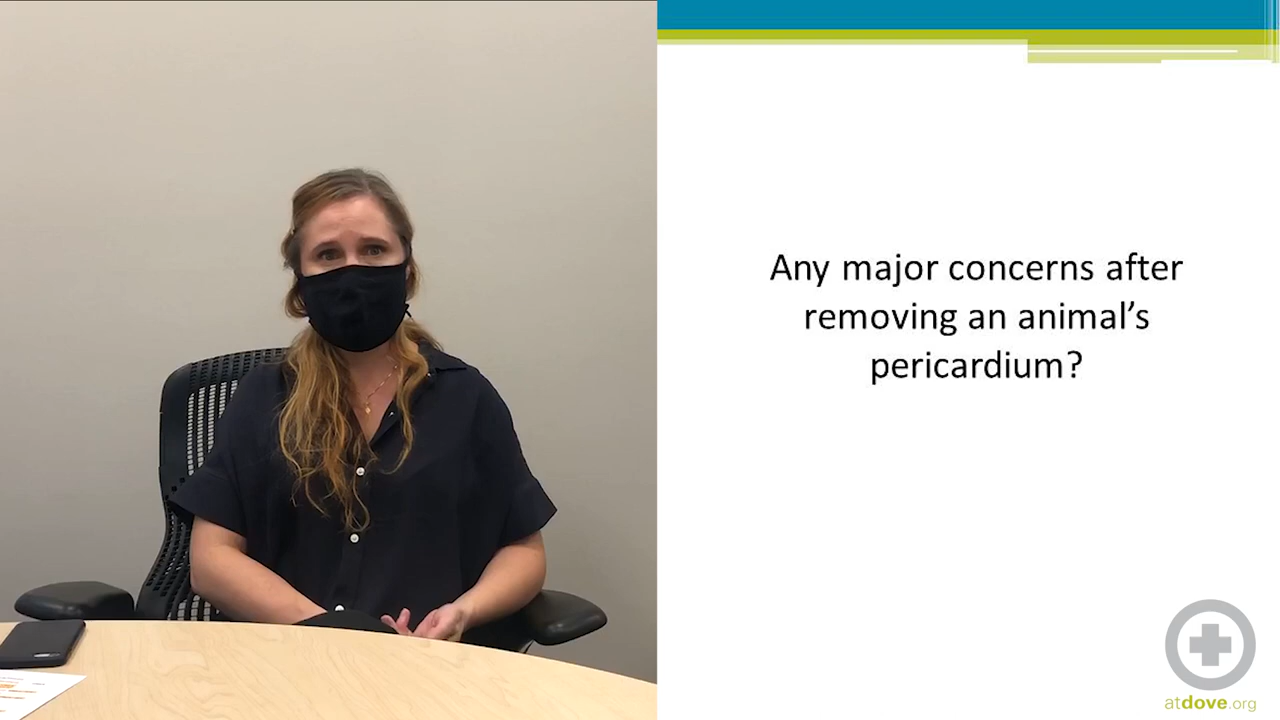 Any major concerns after
removing an animal’s
pericardium?
atdove.org